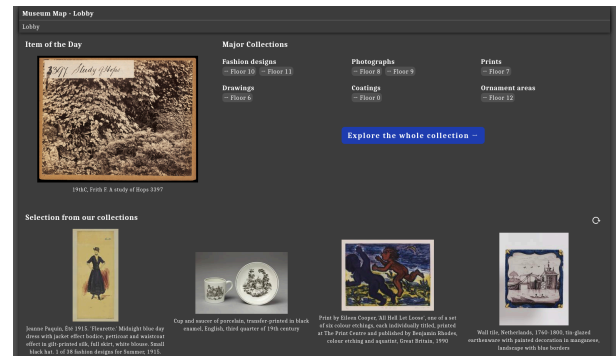 Museum Map - Lobby
Lobby
Item of the Day
Major Collections
Fashion designs
Floor 10
Floor 11
Photographs
Floor 8
Floor 9
Prints
Floor 7
Drawings
Floor 6
Coatings
Floor 0
Ornament areas
Floor 12
3397 Study of Hops
Explore the whole collection
19thC, Frith F. A study of Hops 3397
Selection from our collections
Jeanne Paquin, Été 1915. 'Fleurette.' Midnight blue day
dress with jacket effect bodice, petticoat and waistcoat
effect in gilt-printed silk, full skirt, white blouse. Small
black hat. 1 of 38 fashion designs for Summer, 1915.
Cup and saucer of porcelain, transfer-printed in black
enamel, English, third quarter of 19th century
Print by Eileen Cooper, 'All Hell Let Loose', one of a set
of six colour etchings, each individually titled, printed
at The Print Centre and published by Benjamin Rhodes,
colour etching and aquatint, Great Britain, 1990
Wall tile, Netherlands, 1760-1800, tin-glazed
earthenware with painted decoration in manganese,
landscape with blue borders